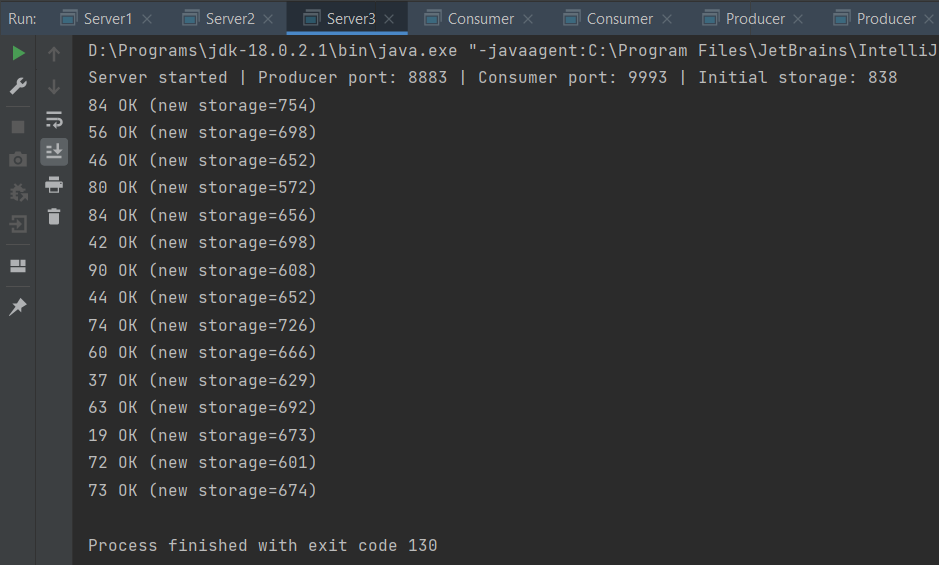 Run: Server1 Server2 Server3 Consumer Consumer Producer Producer
D:\Programs\jdk-18.0.2.1\bin\java.exe "-javaagent:C:\Program Files\JetBrains\IntelliJ
Server started | Producer port: 8883 | Consumer port: 9993 | Initial storage: 838
84 OK (new storage=754)
56 OK (new storage=698)
46 OK (new storage=652)
80 OK (new storage=572)
84 OK (new storage=656)
42 OK (new storage=698)
90 OK (new storage=608)
44 OK (new storage=652)
74 OK (new storage=726)
60 OK (new storage=666)
37 OK (new storage=629)
63 OK (new storage=692)
19 OK (new storage=673)
72 OK (new storage=601)
73 OK (new storage=674)
Process finished with exit code 130